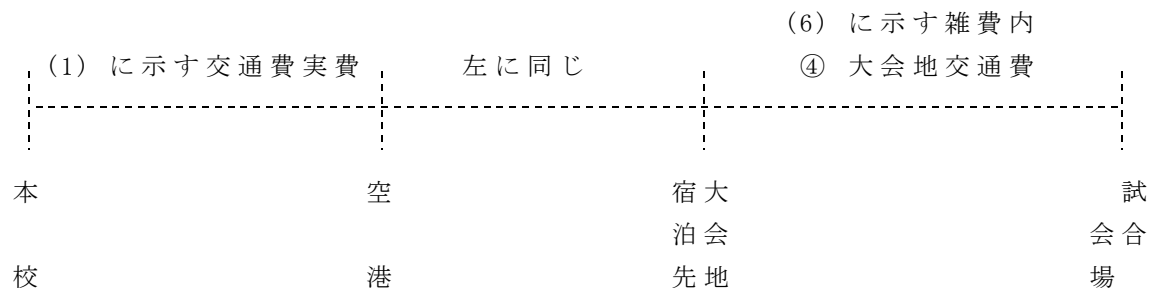 (6) に示す雑費内
(1) に示す交通費実費
左に同じ
④ 大会地交通費
本校
空港
大会地
宿泊先
試合
会場